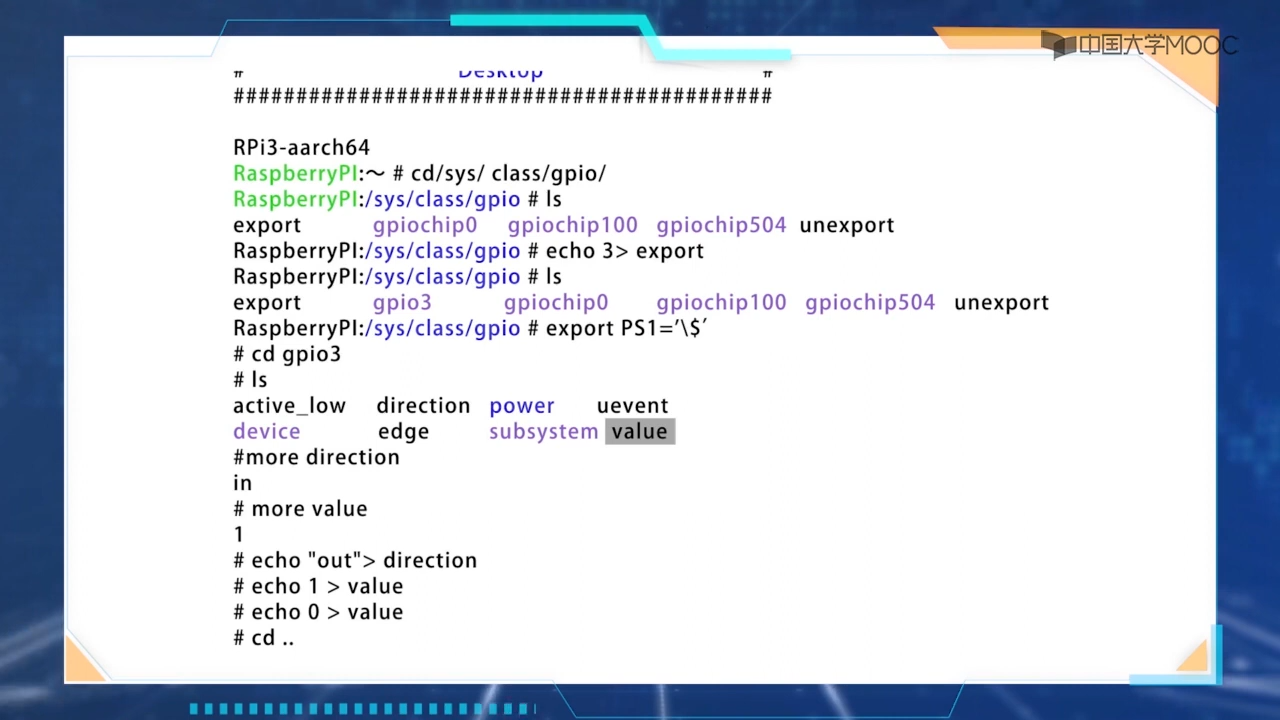 中国大学MOOC
# Desktop #
###########################################
RPi3-aarch64
RaspberryPI:~ # cd/sys/ class/gpio/
RaspberryPI:/sys/class/gpio # ls
export gpiochip0 gpiochip100 gpiochip504 unexport
RaspberryPI:/sys/class/gpio # echo 3> export
RaspberryPI:/sys/class/gpio # ls
export gpio3 gpiochip0 gpiochip100 gpiochip504 unexport
RaspberryPI:/sys/class/gpio # export PS1=’\$′
# cd gpio3
# ls
active_low direction power uevent
device edge subsystem value
#more direction
in
# more value
1
# echo "out"> direction
# echo 1 > value
# echo 0 > value
# cd ..